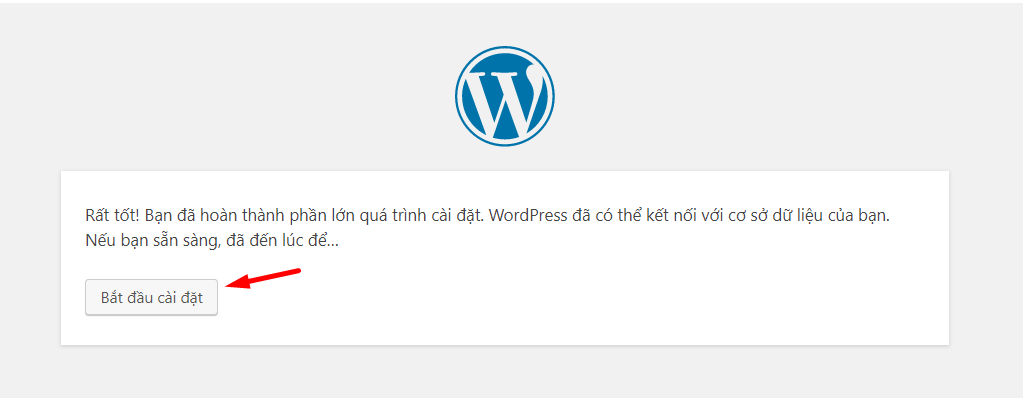 Rất tốt! Bạn đã hoàn thành phần lớn quá trình cài đặt. WordPress đã có thể kết nối với cơ sở dữ liệu của bạn.
Nếu bạn sẵn sàng, đã đến lúc để…
Bắt đầu cài đặt